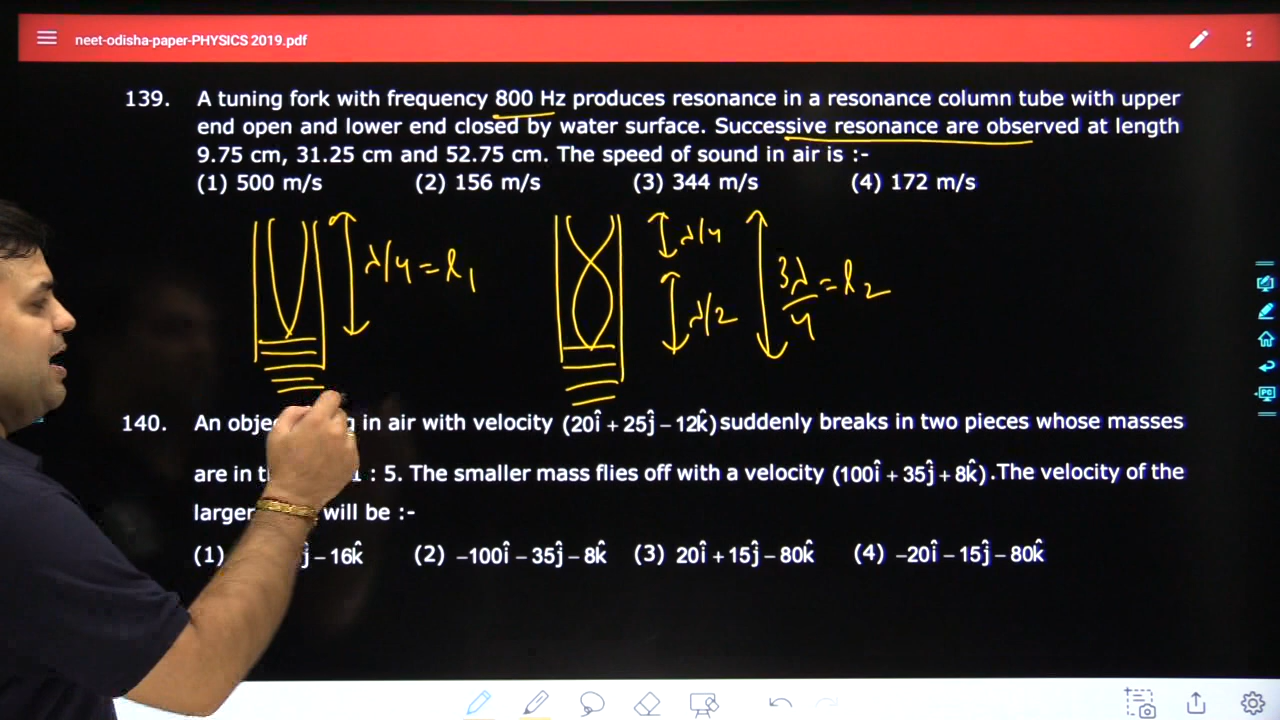 neet-odisha-paper-PHYSICS 2019.pdf
139. A tuning fork with frequency 800 Hz produces resonance in a resonance column tube with upper
end open and lower end closed by water surface. Successive resonance are observed at length
9.75 cm, 31.25 cm and 52.75 cm. The speed of sound in air is :-
(1) 500 m/s (2) 156 m/s (3) 344 m/s (4) 172 m/s
λ/4 = l1
λ/4
λ/2
3λ/4 = l2
140. An in air with velocity (20î + 25ĵ – 12k̂) suddenly breaks in two pieces whose masses
are in : 5. The smaller mass flies off with a velocity (100î + 35ĵ + 8k̂). The velocity of the
larger will be :-
(1) ĵ – 16k̂ (2) –100î – 35ĵ – 8k̂ (3) 20î + 15ĵ – 80k̂ (4) –20î – 15ĵ – 80k̂
PC